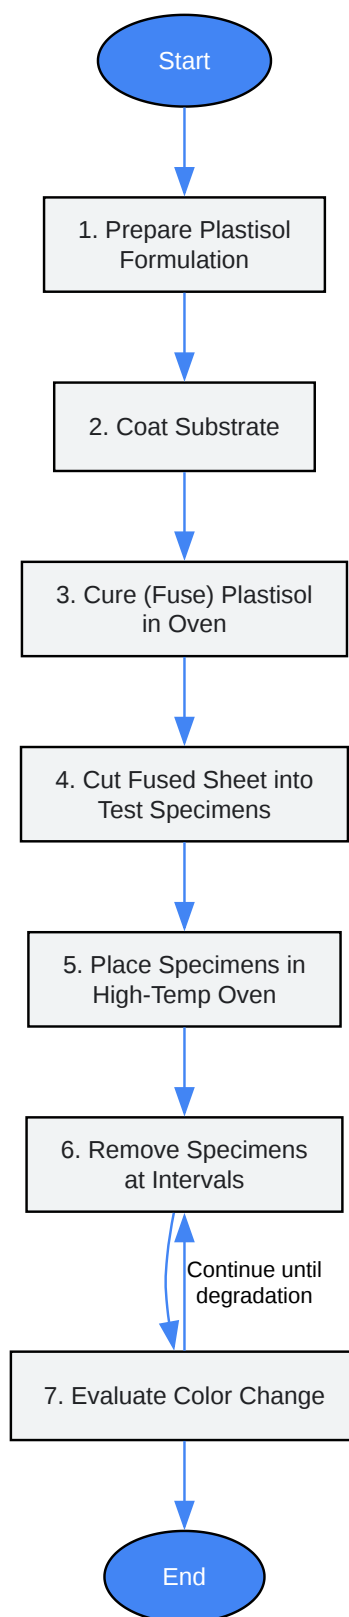 Start
1. Prepare Plastisol
Formulation
2. Coat Substrate
3. Cure (Fuse) Plastisol
in Oven
4. Cut Fused Sheet into
Test Specimens
5. Place Specimens in
High-Temp Oven
6. Remove Specimens
at Intervals
Continue until
degradation
7. Evaluate Color Change
End